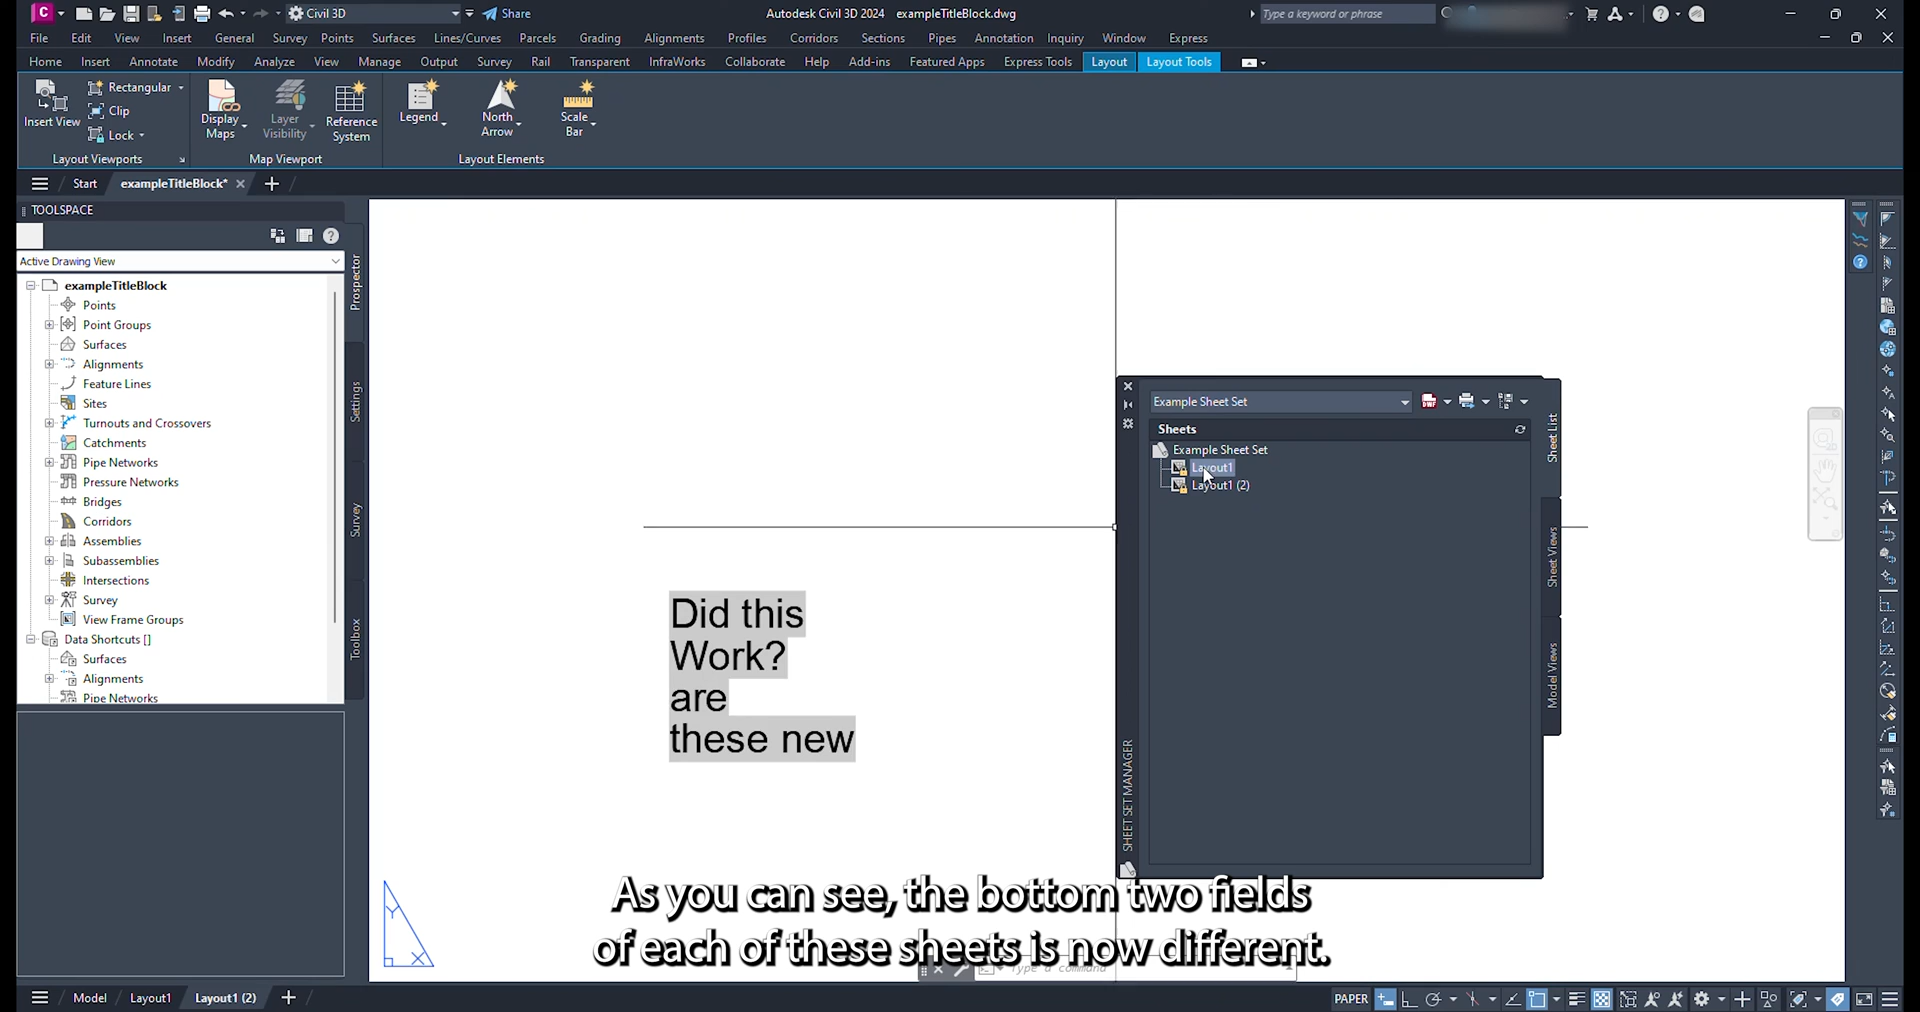 Civil 3D
Share
Autodesk Civil 3D 2024 exampleTitleBlock.dwg
Type a keyword or phrase
File Edit View Insert General Survey Points Surfaces Lines/Curves Parcels Grading Alignments Profiles Corridors Sections Pipes Annotation Inquiry Window Express
Home Insert Annotate Modify Analyze View Manage Output Survey Rail Transparent InfraWorks Collaborate Help Add-ins Featured Apps Express Tools Layout Layout Tools
Insert View
Rectangular
Clip
Lock
Display
Maps
Layer
Visibility
Reference
System
Legend
North
Arrow
Scale
Bar
Layout Viewports
Map Viewport
Layout Elements
Start
exampleTitleBlock*
TOOLSPACE
Active Drawing View
exampleTitleBlock
Points
Point Groups
Surfaces
Alignments
Feature Lines
Sites
Turnouts and Crossovers
Catchments
Pipe Networks
Pressure Networks
Bridges
Corridors
Assemblies
Subassemblies
Intersections
Survey
View Frame Groups
Data Shortcuts []
Surfaces
Alignments
Pipe Networks
Prospector
Settings
Survey
Toolbox
Did this
Work?
are
these new
Example Sheet Set
Sheets
Example Sheet Set
Layout1
Layout1 (2)
Sheet List
Sheet Views
Model Views
SHEET SET MANAGER
Y
X
As you can see, the bottom two fields
of each of these sheets is now different.
Type a command
Model
Layout1
Layout1 (2)
PAPER